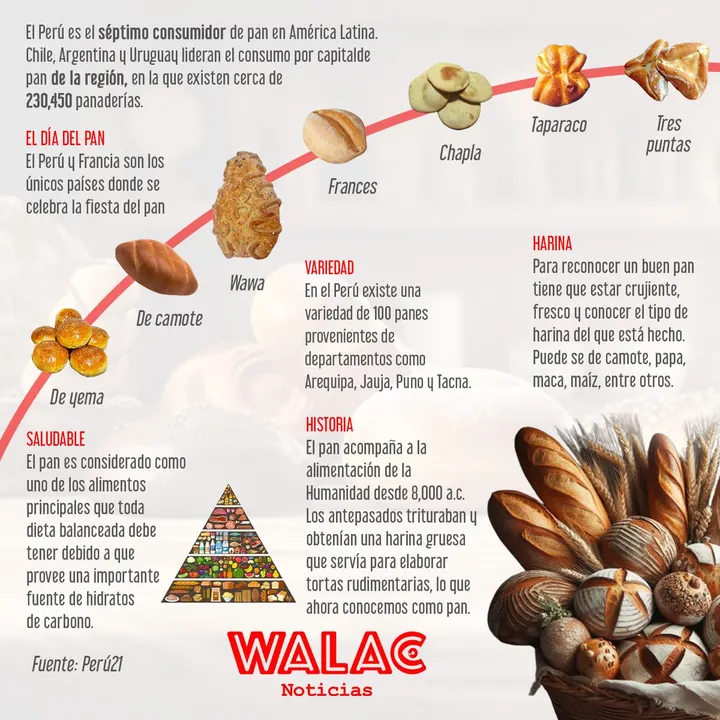 El Perú es el séptimo consumidor de pan en América Latina.
Chile, Argentina y Uruguay lideran el consumo por capitalde
pan de la región, en la que existen cerca de
230,450 panaderías.
EL DÍA DEL PAN
El Perú y Francia son los
únicos países donde se
celebra la fiesta del pan
De yema
De camote
Wawa
Frances
Chapla
Taparaco
Tres
puntas
VARIEDAD
En el Perú existe una
variedad de 100 panes
provenientes de
departamentos como
Arequipa, Jauja, Puno y Tacna.
HARINA
Para reconocer un buen pan
tiene que estar crujiente,
fresco y conocer el tipo de
harina del que está hecho.
Puede se de camote, papa,
maca, maíz, entre otros.
SALUDABLE
El pan es considerado como
uno de los alimentos
principales que toda
dieta balanceada debe
tener debido a que
provee una importante
fuente de hidratos
de carbono.
HISTORIA
El pan acompaña a la
alimentación de la
Humanidad desde 8,000 a.c.
Los antepasados trituraban y
obtenían una harina gruesa
que servía para elaborar
tortas rudimentarias, lo que
ahora conocemos como pan.
Fuente: Perú21
WALAC
Noticias